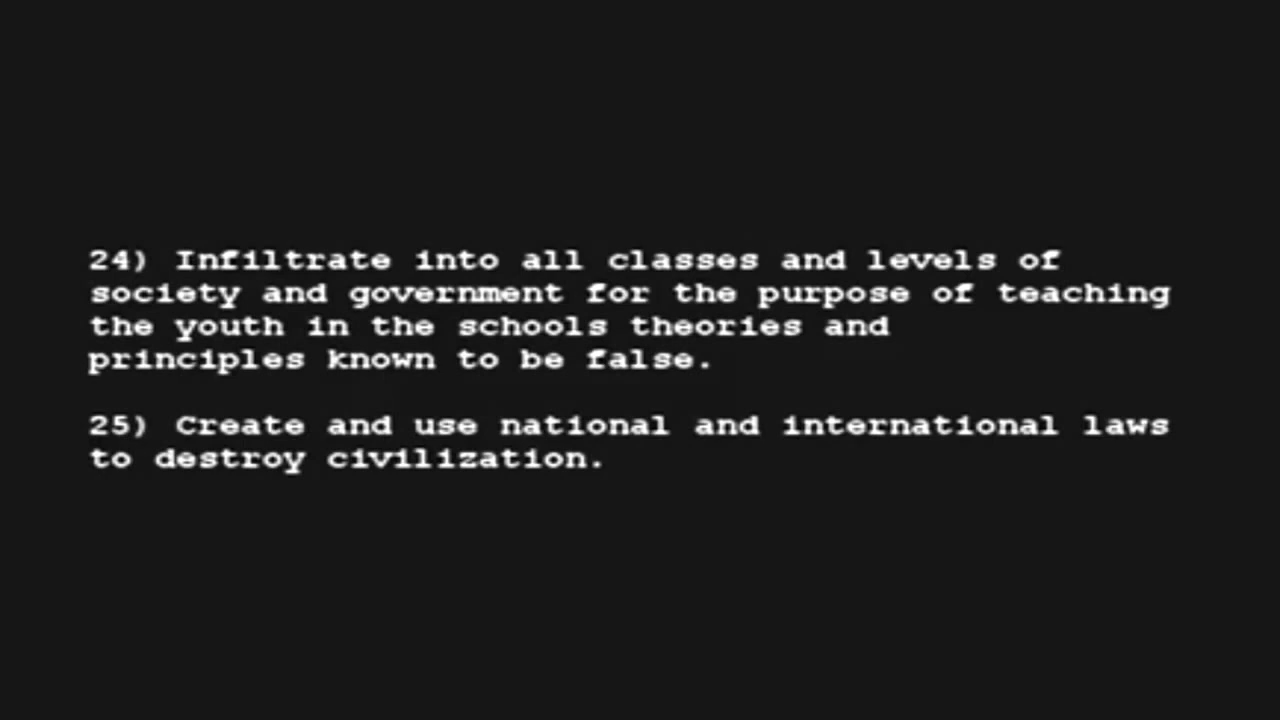 24) Infiltrate into all classes and levels of
society and government for the purpose of teaching
the youth in the schools theories and
principles known to be false.
25) Create and use national and international laws
to destroy civilization.